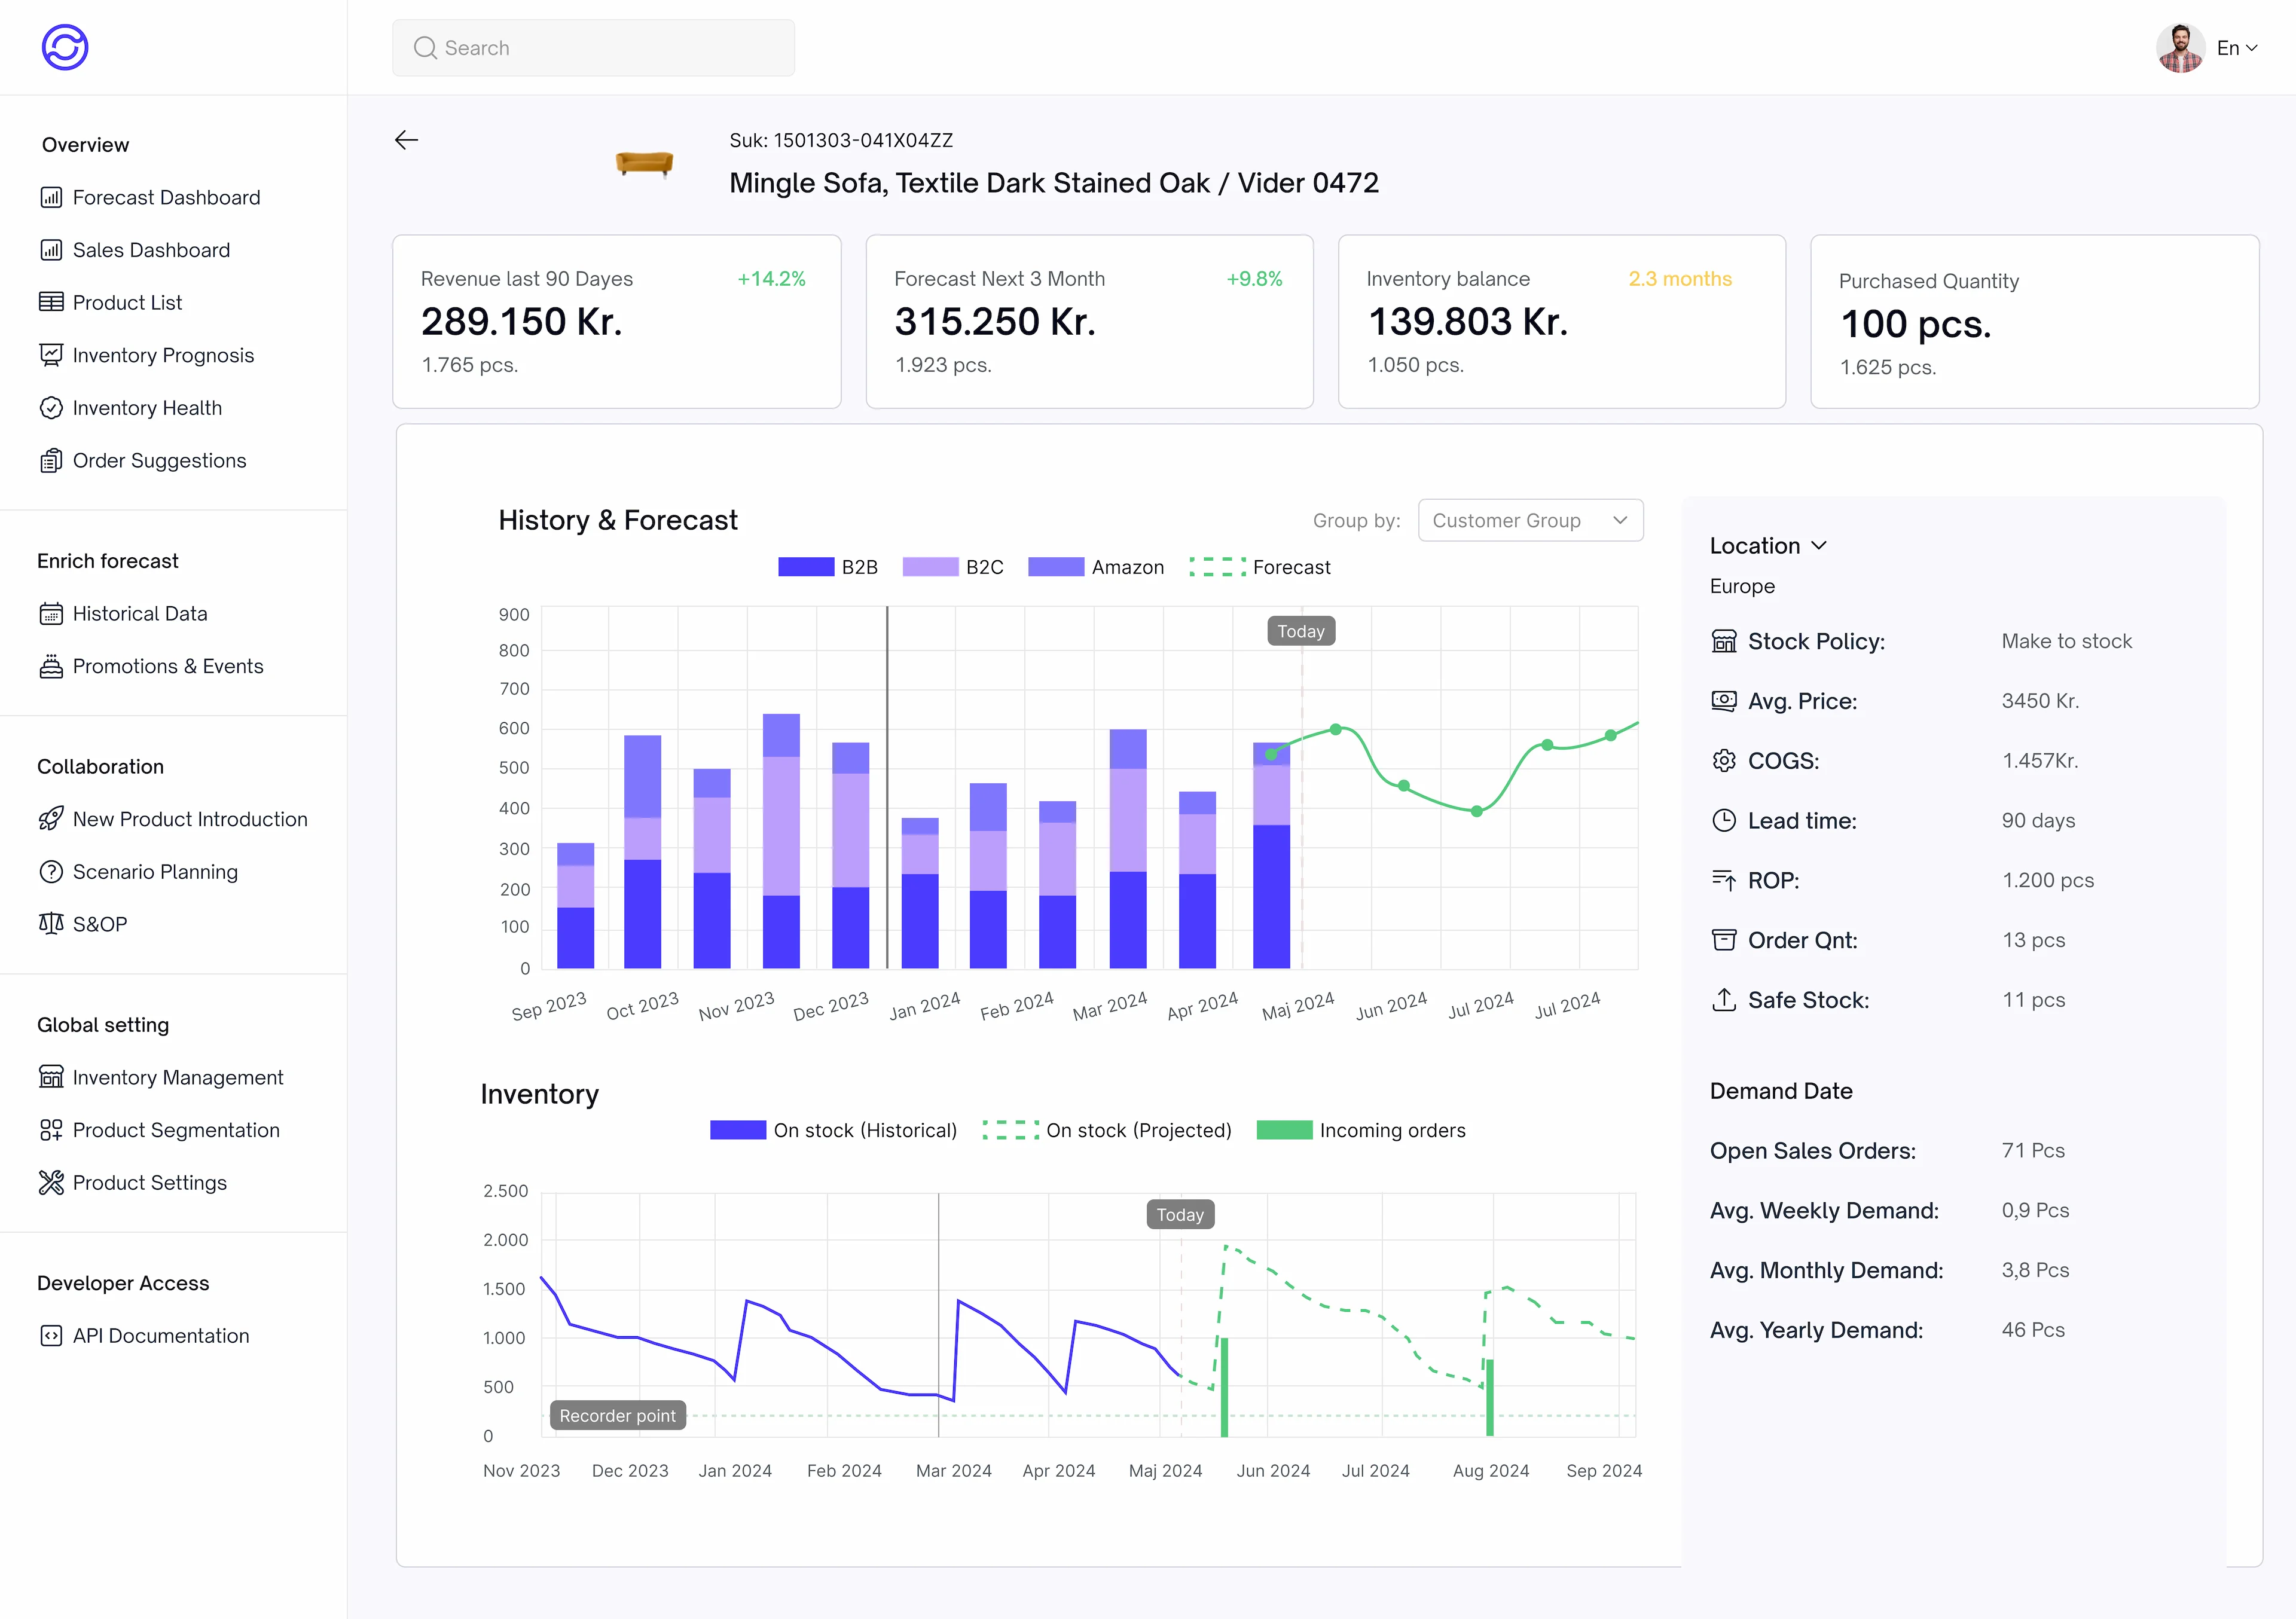 Search
En
Overview
Forecast Dashboard
Sales Dashboard
Product List
Inventory Prognosis
Inventory Health
Order Suggestions
Enrich forecast
Historical Data
Promotions & Events
Collaboration
New Product Introduction
Scenario Planning
S&OP
Global setting
Inventory Management
Product Segmentation
Product Settings
Developer Access
API Documentation
Suk: 1501303-041X04ZZ
Mingle Sofa, Textile Dark Stained Oak / Vider 0472
Revenue last 90 Dayes +14.2%
289.150 Kr.
1.765 pcs.
Forecast Next 3 Month +9.8%
315.250 Kr.
1.923 pcs.
Inventory balance 2.3 months
139.803 Kr.
1.050 pcs.
Purchased Quantity
100 pcs.
1.625 pcs.
History & Forecast
Group by: Customer Group
B2B B2C Amazon Forecast
900
800
700
600
500
400
300
200
100
0
Today
Sep 2023 Oct 2023 Nov 2023 Dec 2023 Jan 2024 Feb 2024 Mar 2024 Apr 2024 Maj 2024 Jun 2024 Jul 2024 Jul 2024
Inventory
On stock (Historical) On stock (Projected) Incoming orders
2.500
2.000
1.500
1.000
500
0
Today
Recorder point
Nov 2023 Dec 2023 Jan 2024 Feb 2024 Mar 2024 Apr 2024 Maj 2024 Jun 2024 Jul 2024 Aug 2024 Sep 2024
Location
Europe
Stock Policy: Make to stock
Avg. Price: 3450 Kr.
COGS: 1.457Kr.
Lead time: 90 days
ROP: 1.200 pcs
Order Qnt: 13 pcs
Safe Stock: 11 pcs
Demand Date
Open Sales Orders: 71 Pcs
Avg. Weekly Demand: 0,9 Pcs
Avg. Monthly Demand: 3,8 Pcs
Avg. Yearly Demand: 46 Pcs